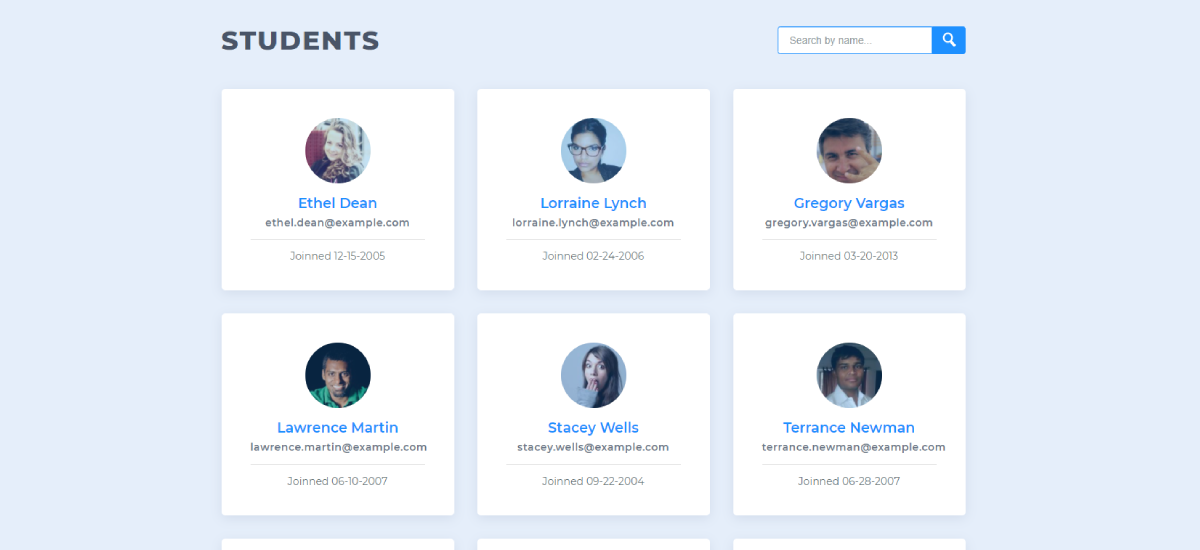 STUDENTS
Search by name...
Ethel Dean
ethel.dean@example.com
Joinned 12-15-2005
Lorraine Lynch
lorraine.lynch@example.com
Joinned 02-24-2006
Gregory Vargas
gregory.vargas@example.com
Joinned 03-20-2013
Lawrence Martin
lawrence.martin@example.com
Joinned 06-10-2007
Stacey Wells
stacey.wells@example.com
Joinned 09-22-2004
Terrance Newman
terrance.newman@example.com
Joinned 06-28-2007